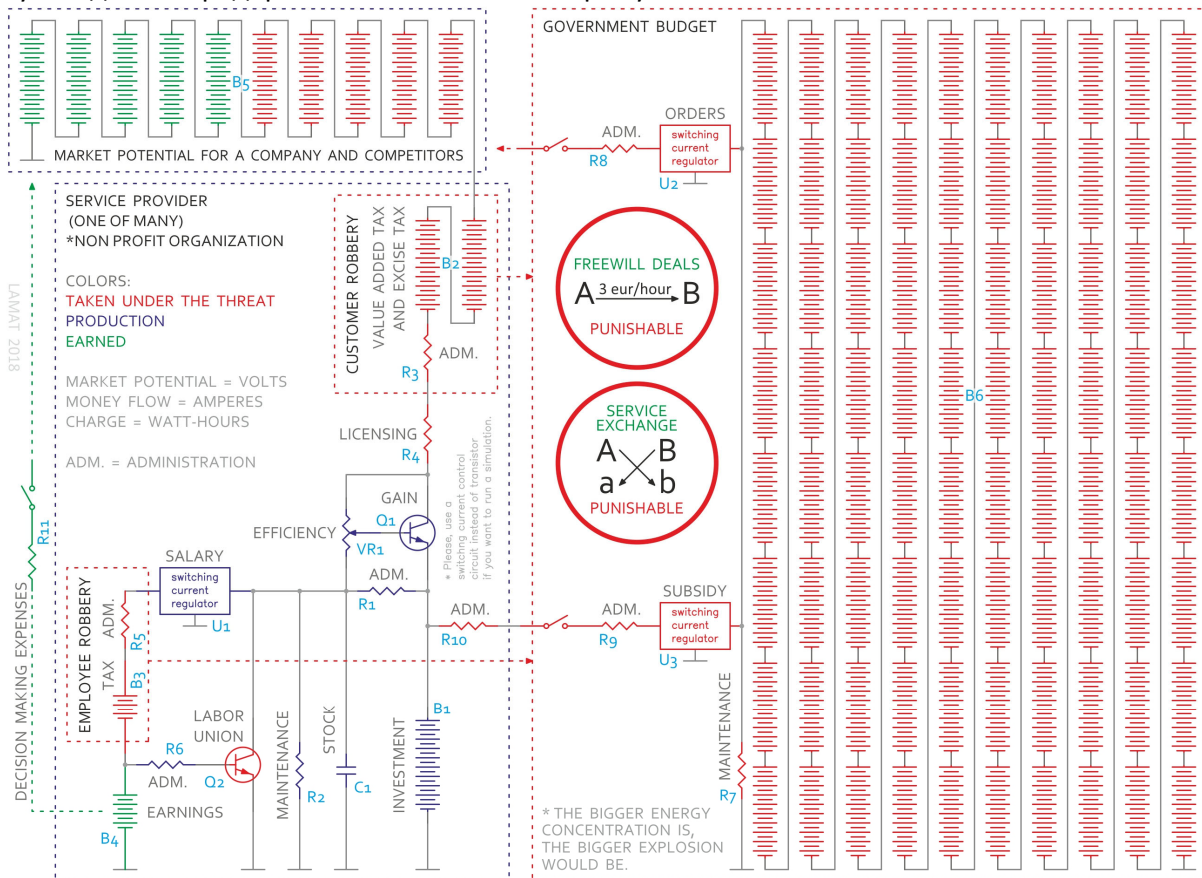 GOVERNMENT BUDGET
B5
MARKET POTENTIAL FOR A COMPANY AND COMPETITORS
ORDERS
ADM.
switching
current
regulator
R8
U2
SERVICE PROVIDER
(ONE OF MANY)
*NON PROFIT ORGANIZATION
COLORS:
TAKEN UNDER THE THREAT
PRODUCTION
EARNED
MARKET POTENTIAL = VOLTS
MONEY FLOW = AMPERES
CHARGE = WATT-HOURS
ADM. = ADMINISTRATION
LAMAT 2018
CUSTOMER ROBBERY
VALUE ADDED TAX
AND EXCISE TAX
B2
ADM.
R3
LICENSING
R4
FREEWILL DEALS
A 3 eur/hour B
PUNISHABLE
SERVICE
EXCHANGE
A B
a b
PUNISHABLE
B6
GAIN
Q1
EFFICIENCY
VR1
* Please, use a
switchng current control
circuit instead of transistor
if you want to run a simulation.
R11
DECISION MAKING EXPENSES
SALARY
switching
current
regulator
U1
ADM.
R1
EMPLOYEE ROBBERY
TAX
ADM.
R5
B3
ADM.
R10
ADM.
R9
SUBSIDY
switching
current
regulator
U3
LABOR
UNION
R6
ADM.
Q2
EARNINGS
B4
MAINTENANCE
R2
STOCK
C1
INVESTMENT
B1
MAINTENANCE
R7
* THE BIGGER ENERGY
CONCENTRATION IS,
THE BIGGER EXPLOSION
WOULD BE.